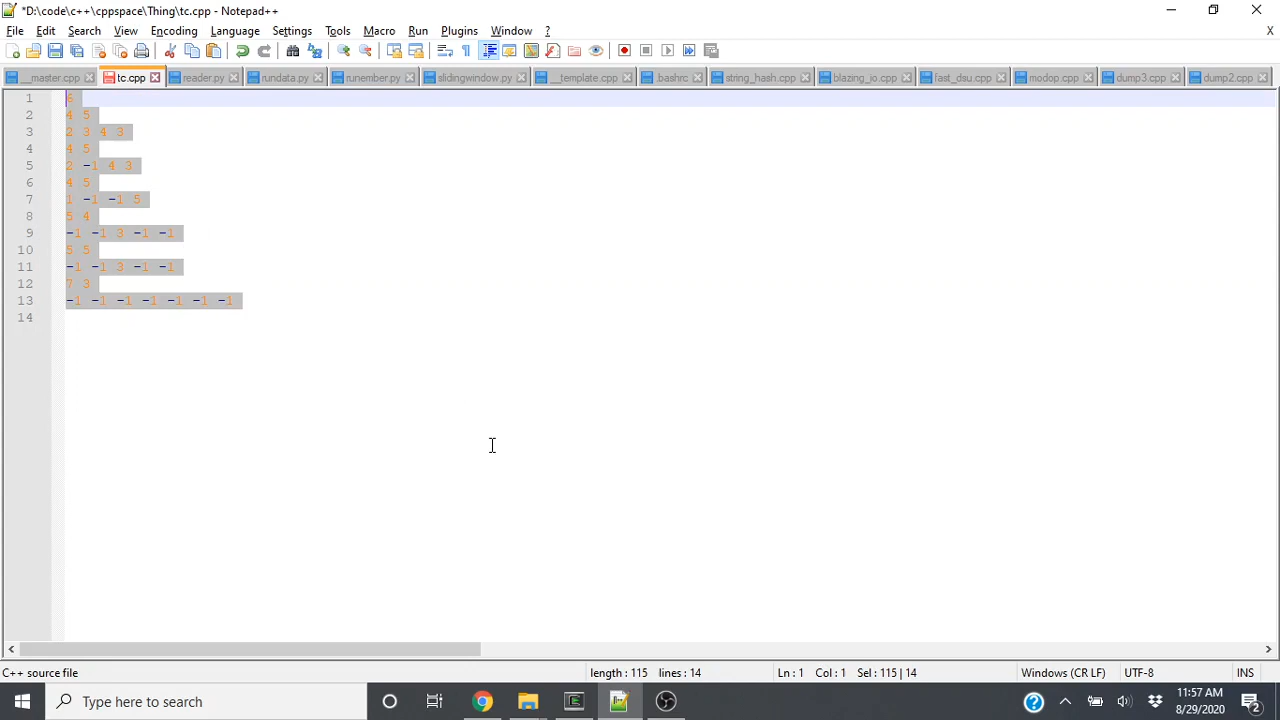 *D:\code\c++\cppspace\Thing\tc.cpp - Notepad++
File Edit Search View Encoding Language Settings Tools Macro Run Plugins Window ? X
__master.cpp tc.cpp reader.py rundata.py runember.py slidingwindow.py __template.cpp .bashrc string_hash.cpp blazing_io.cpp fast_dsu.cpp modop.cpp dump3.cpp dump2.cpp
1 6
2 4 5
3 2 3 4 3
4 4 5
5 2 -1 4 3
6 4 5
7 1 -1 -1 5
8 5 4
9 -1 -1 3 -1 -1
10 5 5
11 -1 -1 3 -1 -1
12 7 3
13 -1 -1 -1 -1 -1 -1 -1
14
C++ source file length : 115 lines : 14 Ln : 1 Col : 1 Sel : 115 | 14 Windows (CR LF) UTF-8 INS
Type here to search
11:57 AM
8/29/2020
2